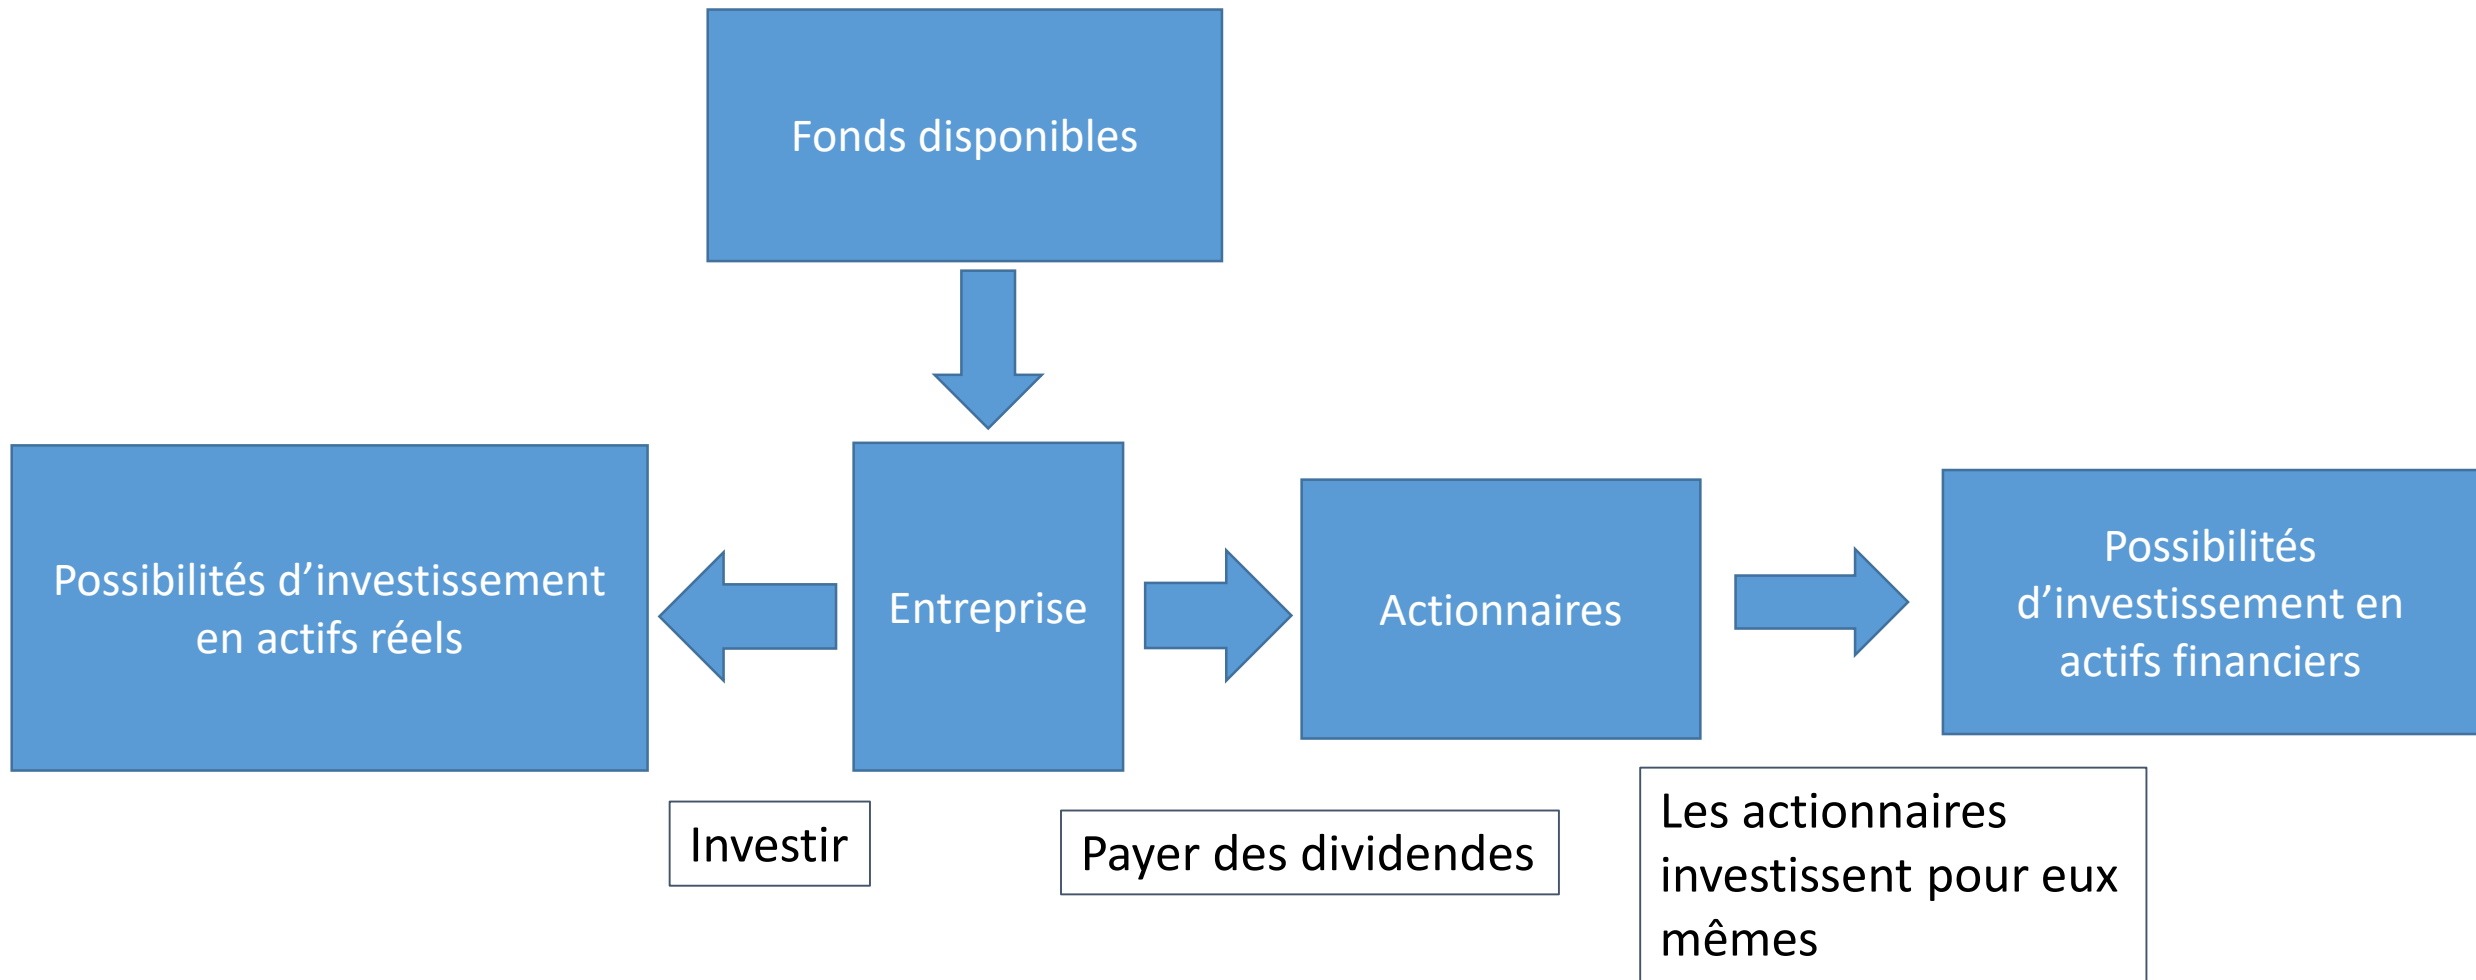 Fonds disponibles
Possibilités d’investissement
en actifs réels
Entreprise
Actionnaires
Possibilités
d’investissement en
actifs financiers
Investir
Payer des dividendes
Les actionnaires
investissent pour eux
mêmes